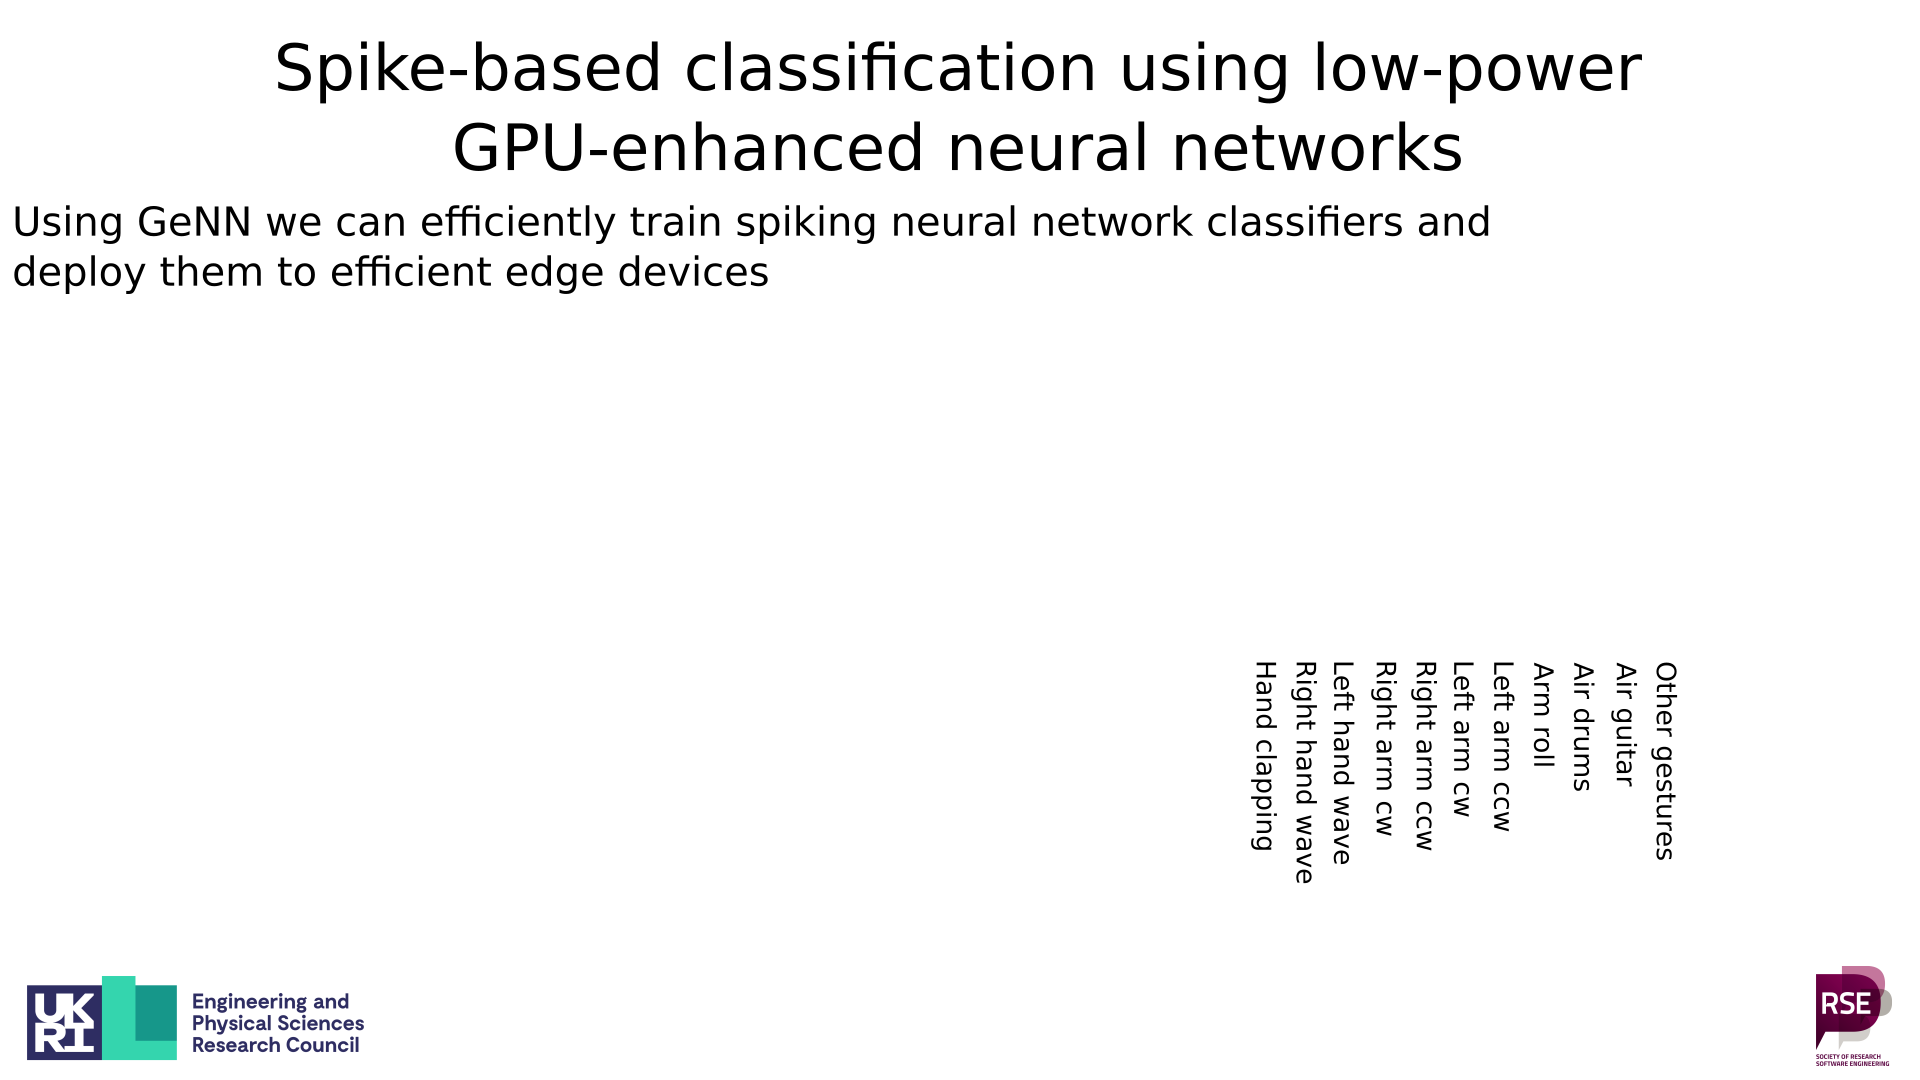 Spike-based classification using low-power
GPU-enhanced neural networks
Using GeNN we can efficiently train spiking neural network classifiers and
deploy them to efficient edge devices
Hand clapping
Right hand wave
Left hand wave
Right arm cw
Right arm ccw
Left arm cw
Left arm ccw
Arm roll
Air drums
Air guitar
Other gestures
UK
RI
Engineering and
Physical Sciences
Research Council
RSE
SOCIETY OF RESEARCH
SOFTWARE ENGINEERING